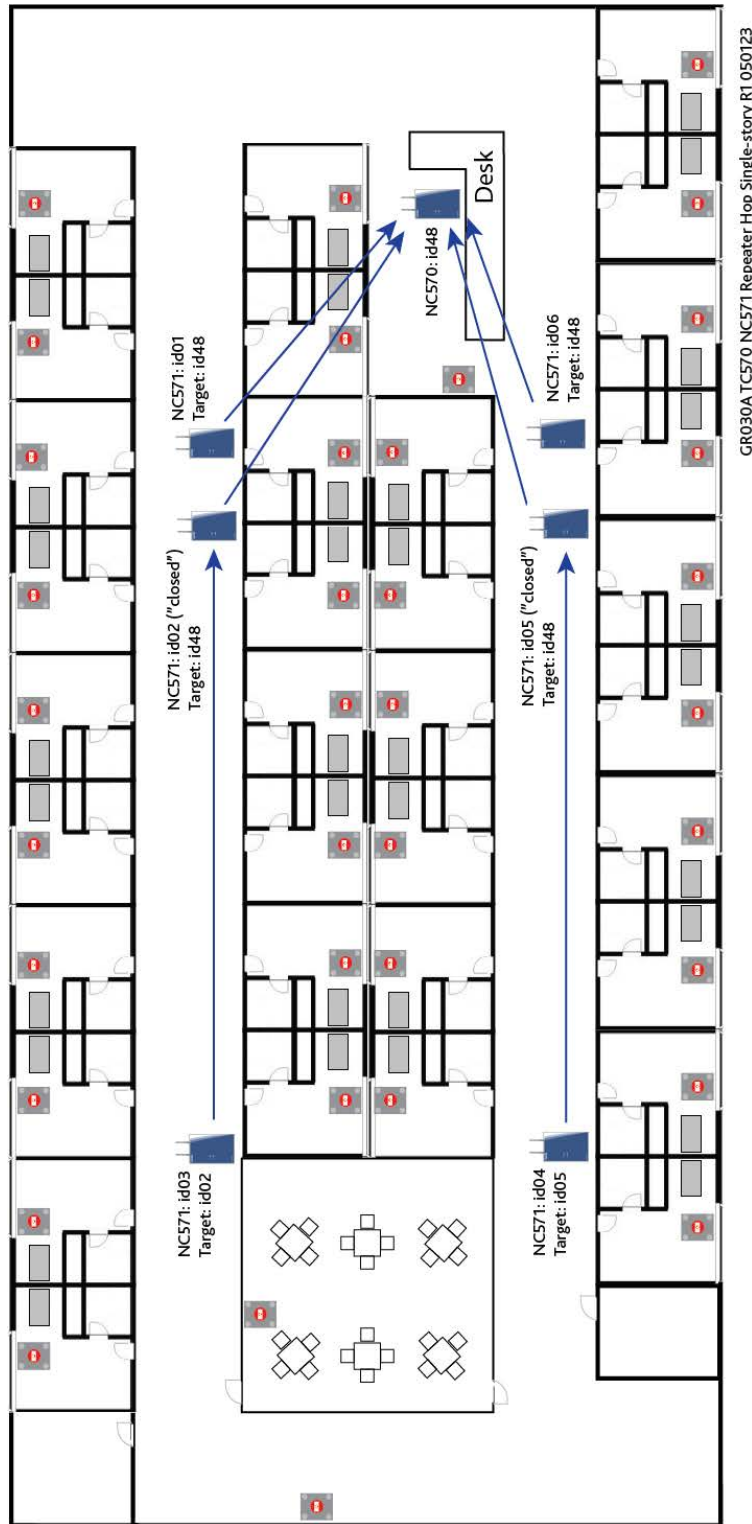 Desk
NC570: id48
NC571: id01
Target: id48
NC571: id02 ("closed")
Target: id48
NC571: id03
Target: id02
NC571: id06
Target: id48
NC571: id05 ("closed")
Target: id48
NC571: id04
Target: id05
GR030A TC570 NC571 Repeater Hop Single-story R1 050123